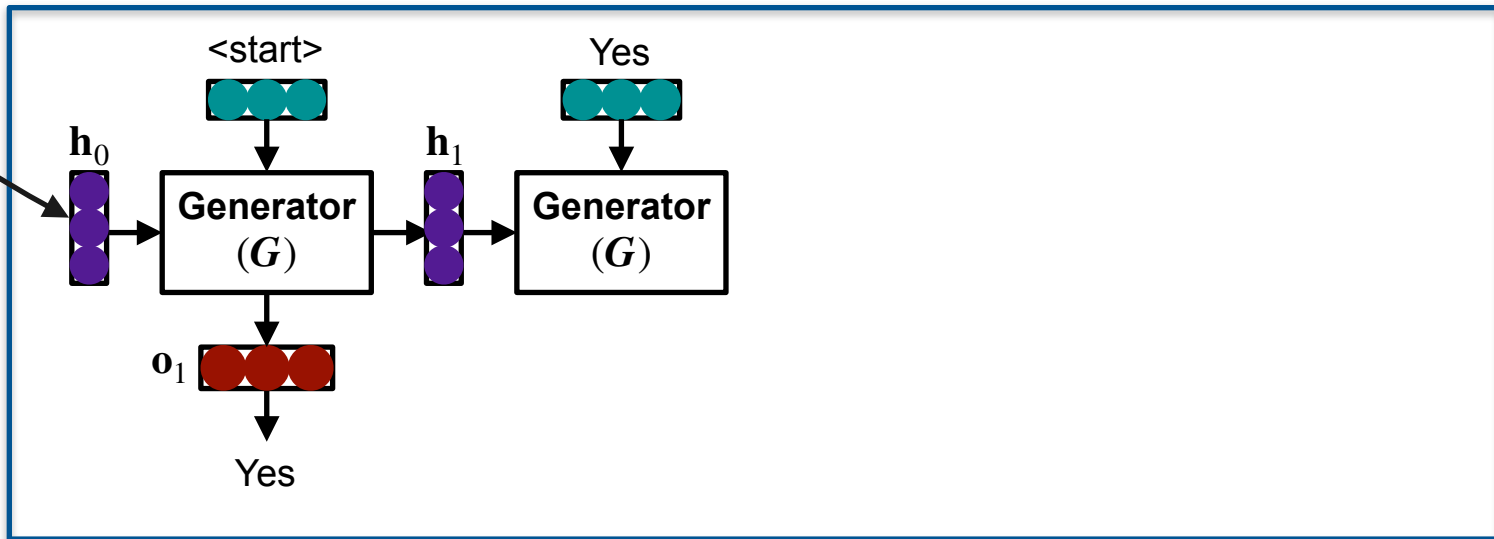 <start>
Yes
h₀
h₁
Generator
(G)
Generator
(G)
o₁
Yes